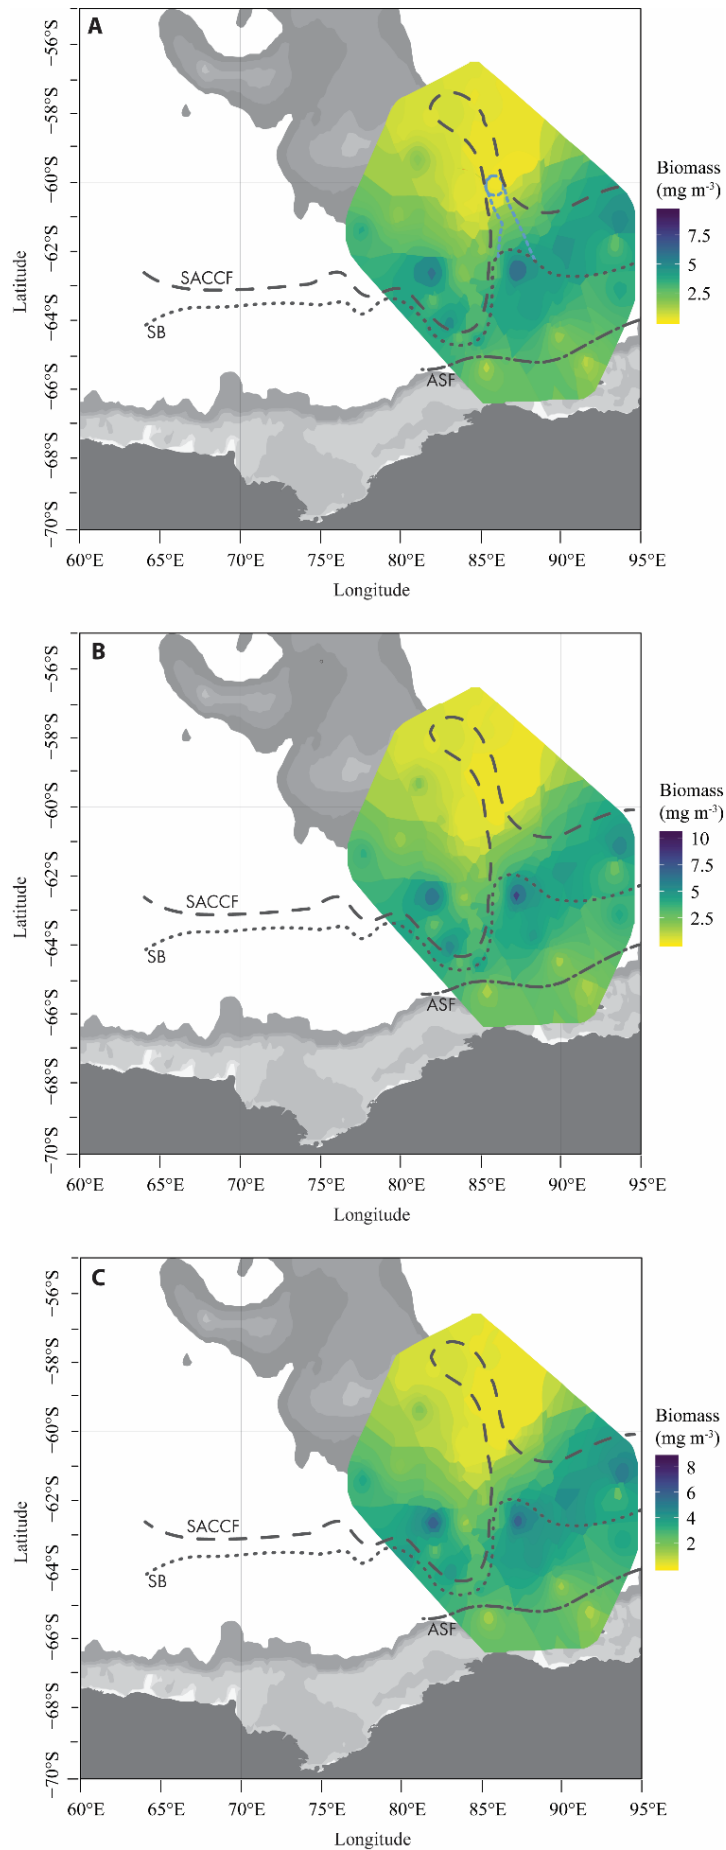 A
−56°S
−58°S
−60°S
−62°S
−64°S
−66°S
−68°S
−70°S
Latitude
SACCF
SB
ASF
60°E 65°E 70°E 75°E 80°E 85°E 90°E 95°E
Longitude
Biomass
(mg m-3)
7.5
5
2.5
B
−56°S
−58°S
−60°S
−62°S
−64°S
−66°S
−68°S
−70°S
Latitude
SACCF
SB
ASF
60°E 65°E 70°E 75°E 80°E 85°E 90°E 95°E
Longitude
Biomass
(mg m-3)
10
7.5
5
2.5
C
−56°S
−58°S
−60°S
−62°S
−64°S
−66°S
−68°S
−70°S
Latitude
SACCF
SB
ASF
60°E 65°E 70°E 75°E 80°E 85°E 90°E 95°E
Longitude
Biomass
(mg m-3)
8
6
4
2